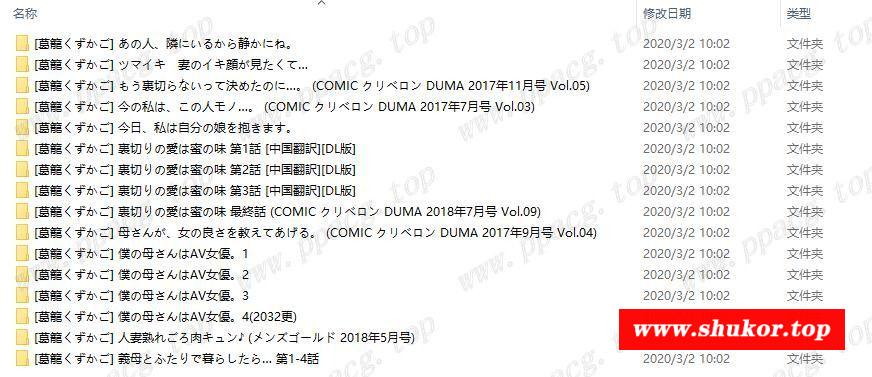 名称 修改日期 类型
[葛籠くずかご] あの人、隣にいるから静かにね。 2020/3/2 10:02 文件夹
[葛籠くずかご] ツマイキ 妻のイキ顔が見たくて… 2020/3/2 10:02 文件夹
[葛籠くずかご] もう裏切らないって決めたのに…。 (COMIC クリベロン DUMA 2017年11月号 Vol.05) 2020/3/2 10:02 文件夹
[葛籠くずかご] 今の私は、この人モノ…。 (COMIC クリベロン DUMA 2017年7月号 Vol.03) 2020/3/2 10:02 文件夹
[葛籠くずかご] 今日、私は自分の娘を抱きます。 2020/3/2 10:02 文件夹
[葛籠くずかご] 裏切りの愛は蜜の味 第1話 [中国翻訳][DL版] 2020/3/2 10:02 文件夹
[葛籠くずかご] 裏切りの愛は蜜の味 第2話 [中国翻訳][DL版] 2020/3/2 10:02 文件夹
[葛籠くずかご] 裏切りの愛は蜜の味 第3話 [中国翻訳][DL版] 2020/3/2 10:02 文件夹
[葛籠くずかご] 裏切りの愛は蜜の味 最終話 (COMIC クリベロン DUMA 2018年7月号 Vol.09) 2020/3/2 10:02 文件夹
[葛籠くずかご] 母さんが、女の良さを教えてあげる。 (COMIC クリベロン DUMA 2017年9月号 Vol.04) 2020/3/2 10:02 文件夹
[葛籠くずかご] 僕の母さんはAV女優。1 2020/3/2 10:02 文件夹
[葛籠くずかご] 僕の母さんはAV女優。2 2020/3/2 10:02 文件夹
[葛籠くずかご] 僕の母さんはAV女優。3 2020/3/2 10:02 文件夹
[葛籠くずかご] 僕の母さんはAV女優。4(2032更)
[葛籠くずかご] 人妻熟れごろ肉キュン♪ (メンズゴールド 2018年5月号)
[葛籠くずかご] 義母とふたりで暮らしたら… 第1-4話 2020/3/2 10:02 文件夹
www.shukor.top
www.ppacg.top